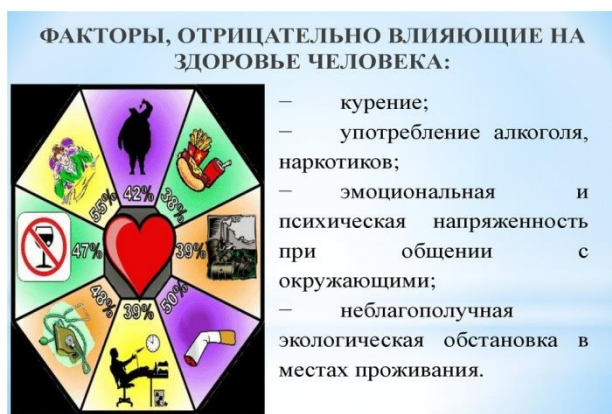 ФАКТОРЫ, ОТРИЦАТЕЛЬНО ВЛИЯЮЩИЕ НА
ЗДОРОВЬЕ ЧЕЛОВЕКА:
− курение;
− употребление алкоголя,
наркотиков;
− эмоциональная и
психическая напряженность
при общении с
окружающими;
− неблагополучная
экологическая обстановка в
местах проживания.
55%
42%
38%
47%
39%
48%
39%
50%